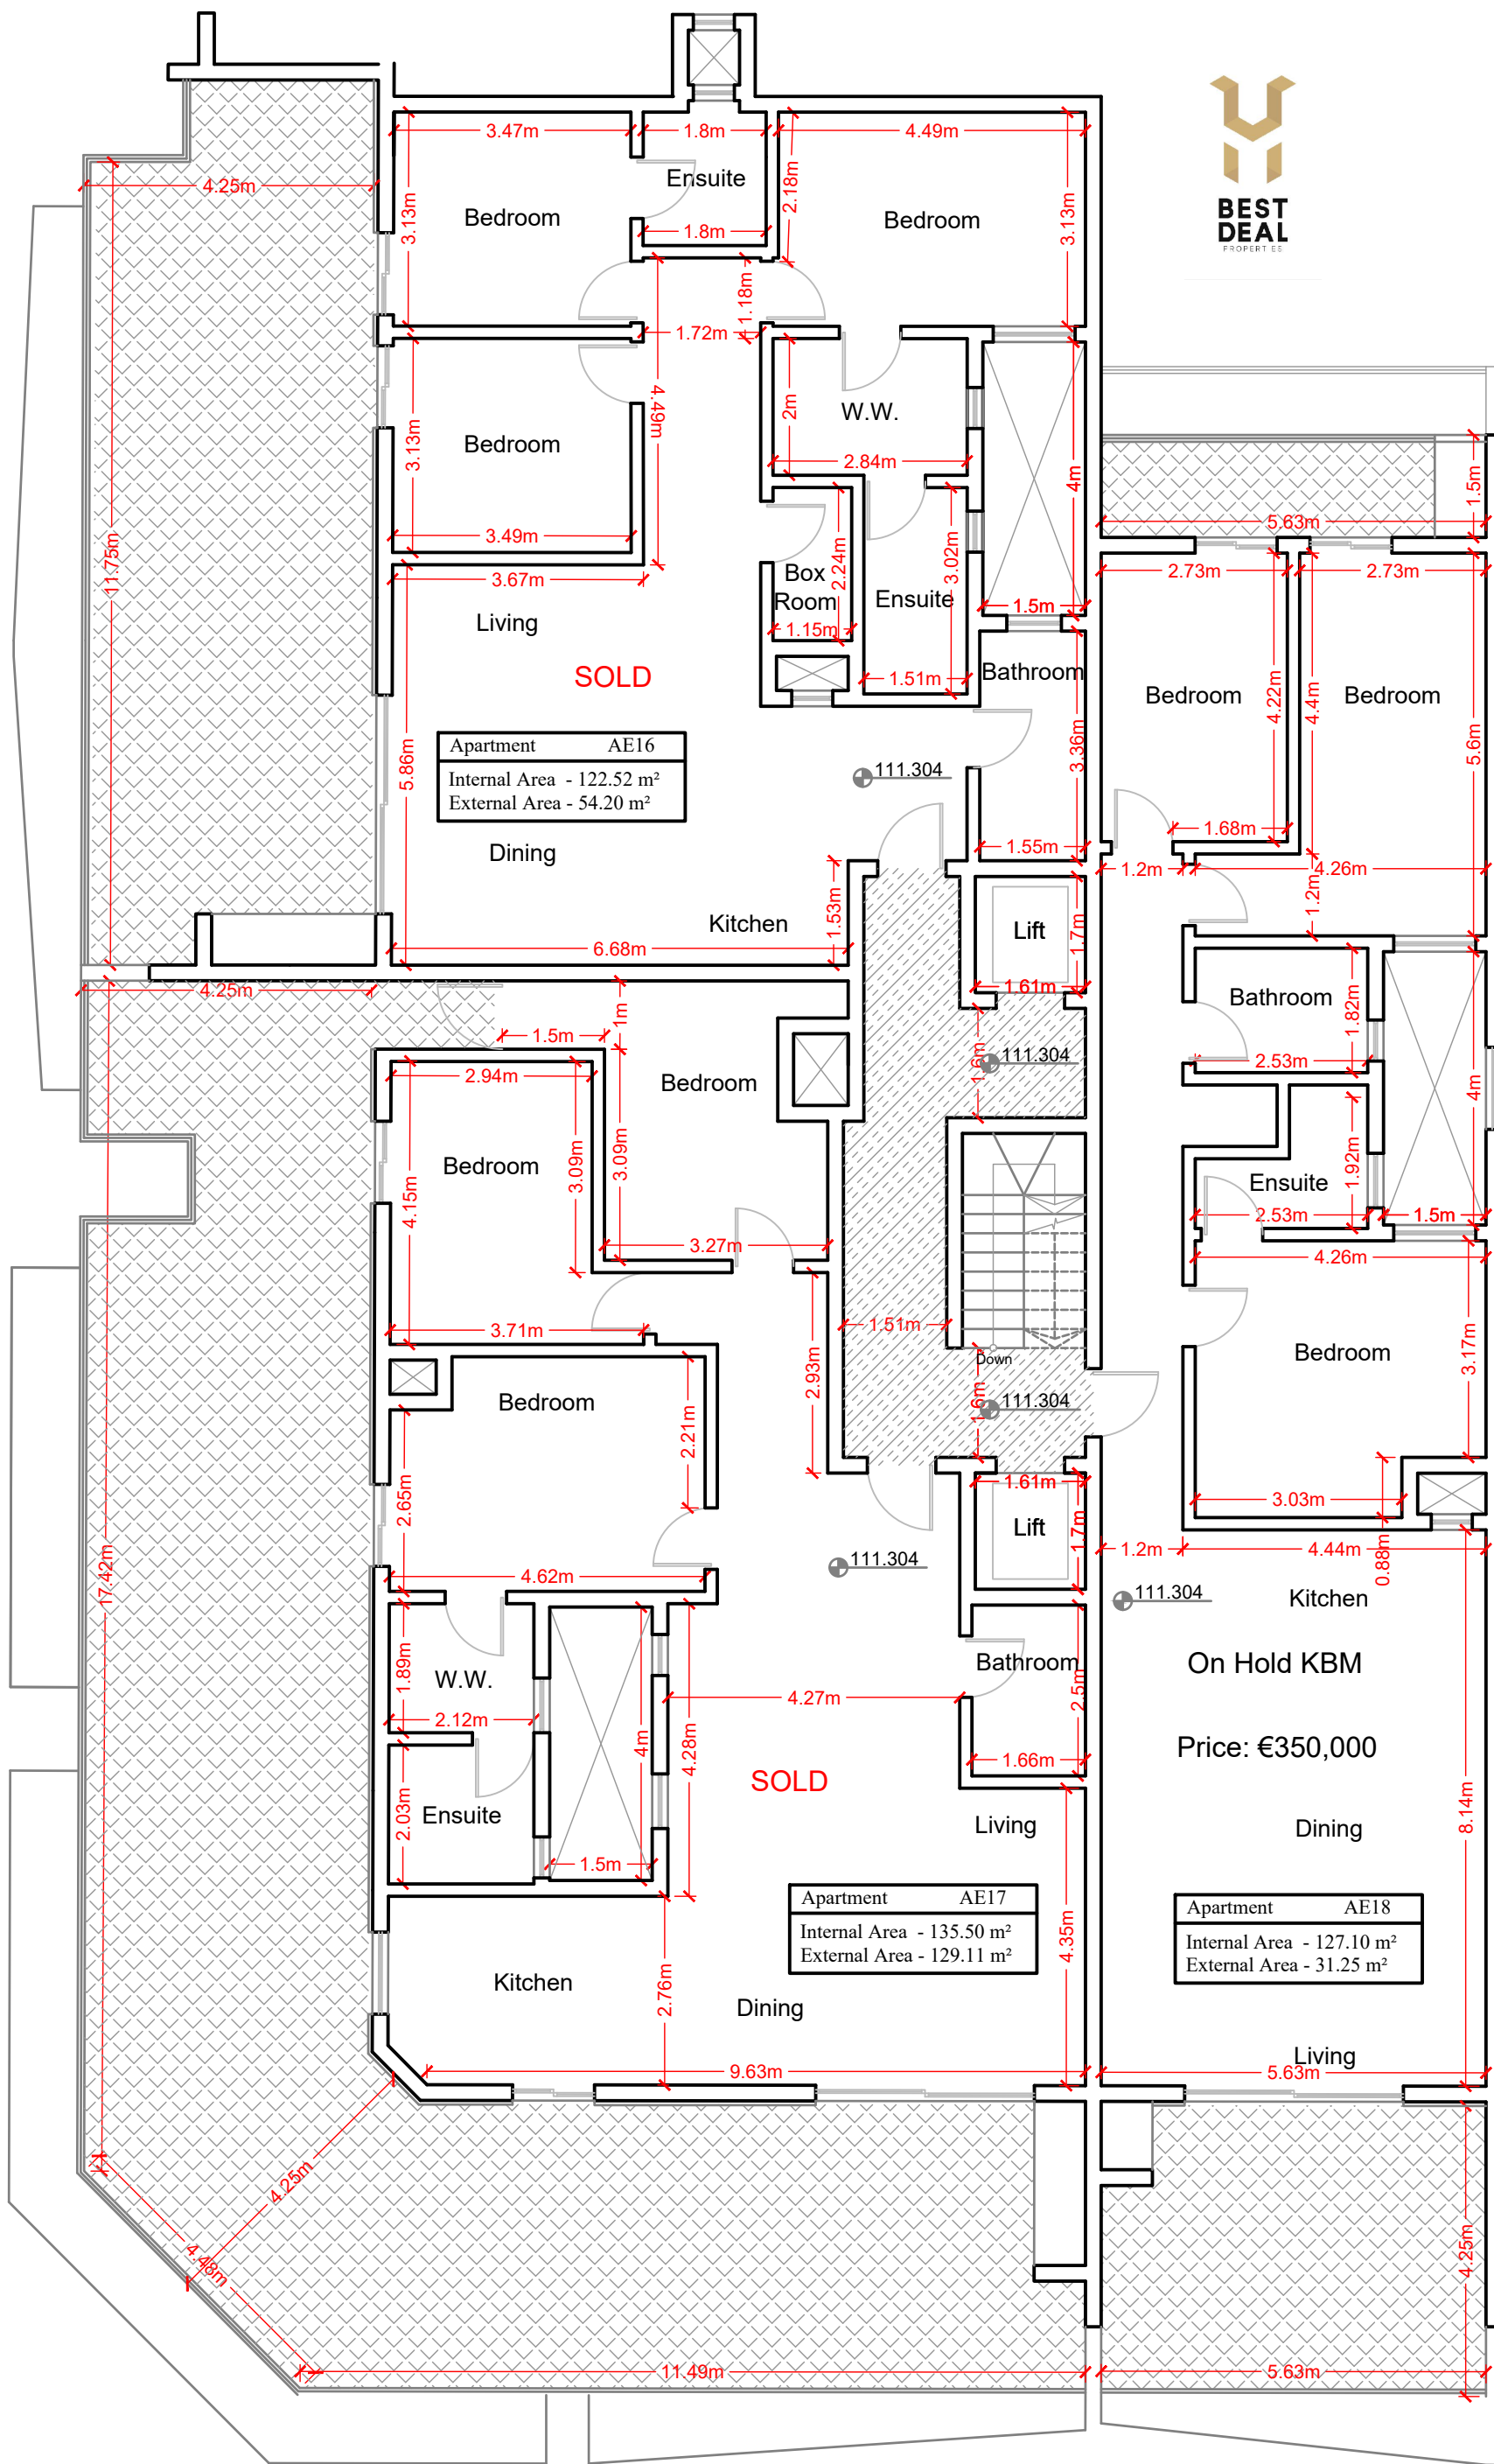 BEST
DEAL
PROPERTIES
3.47m
1.8m
4.49m
Ensuite
4.25m
2.18m
3.13m
Bedroom
Bedroom
3.13m
1.8m
1.18m
1.72m
4.49m
W.W.
2m
3.13m
Bedroom
2.84m
4m
1.5m
11.75m
3.49m
5.63m
3.67m
2.24m
3.02m
2.73m
2.73m
Box
Room
Ensuite
1.5m
Living
1.15m
SOLD
1.51m
Bathroom
Bedroom
4.22m
4.4m
Bedroom
5.6m
Apartment AE16
Internal Area - 122.52 m²
External Area - 54.20 m²
5.86m
111.304
3.36m
1.68m
Dining
1.55m
1.2m
4.26m
1.2m
Kitchen
1.53m
Lift
1.7m
6.68m
1.61m
4.25m
1m
Bathroom
1.82m
1.5m
111.304
1.6m
2.53m
2.94m
Bedroom
4m
Bedroom
4.15m
3.09m
3.09m
1.92m
Ensuite
2.53m
1.5m
3.27m
4.26m
3.71m
1.51m
Down
Bedroom
3.17m
2.93m
Bedroom
2.21m
1.6m
111.304
2.65m
1.61m
3.03m
Lift
1.7m
111.304
1.2m
4.44m
0.88m
4.62m
17.42m
111.304
Kitchen
W.W.
1.89m
Bathroom
On Hold KBM
2.12m
4.27m
2.5m
4m
4.28m
Price: €350,000
1.66m
SOLD
Ensuite
2.03m
Living
Dining
8.14m
1.5m
Apartment AE17
Internal Area - 135.50 m²
External Area - 129.11 m²
4.35m
Apartment AE18
Internal Area - 127.10 m²
External Area - 31.25 m²
Kitchen
2.76m
Dining
Living
9.63m
5.63m
4.25m
4.48m
4.25m
11.49m
5.63m